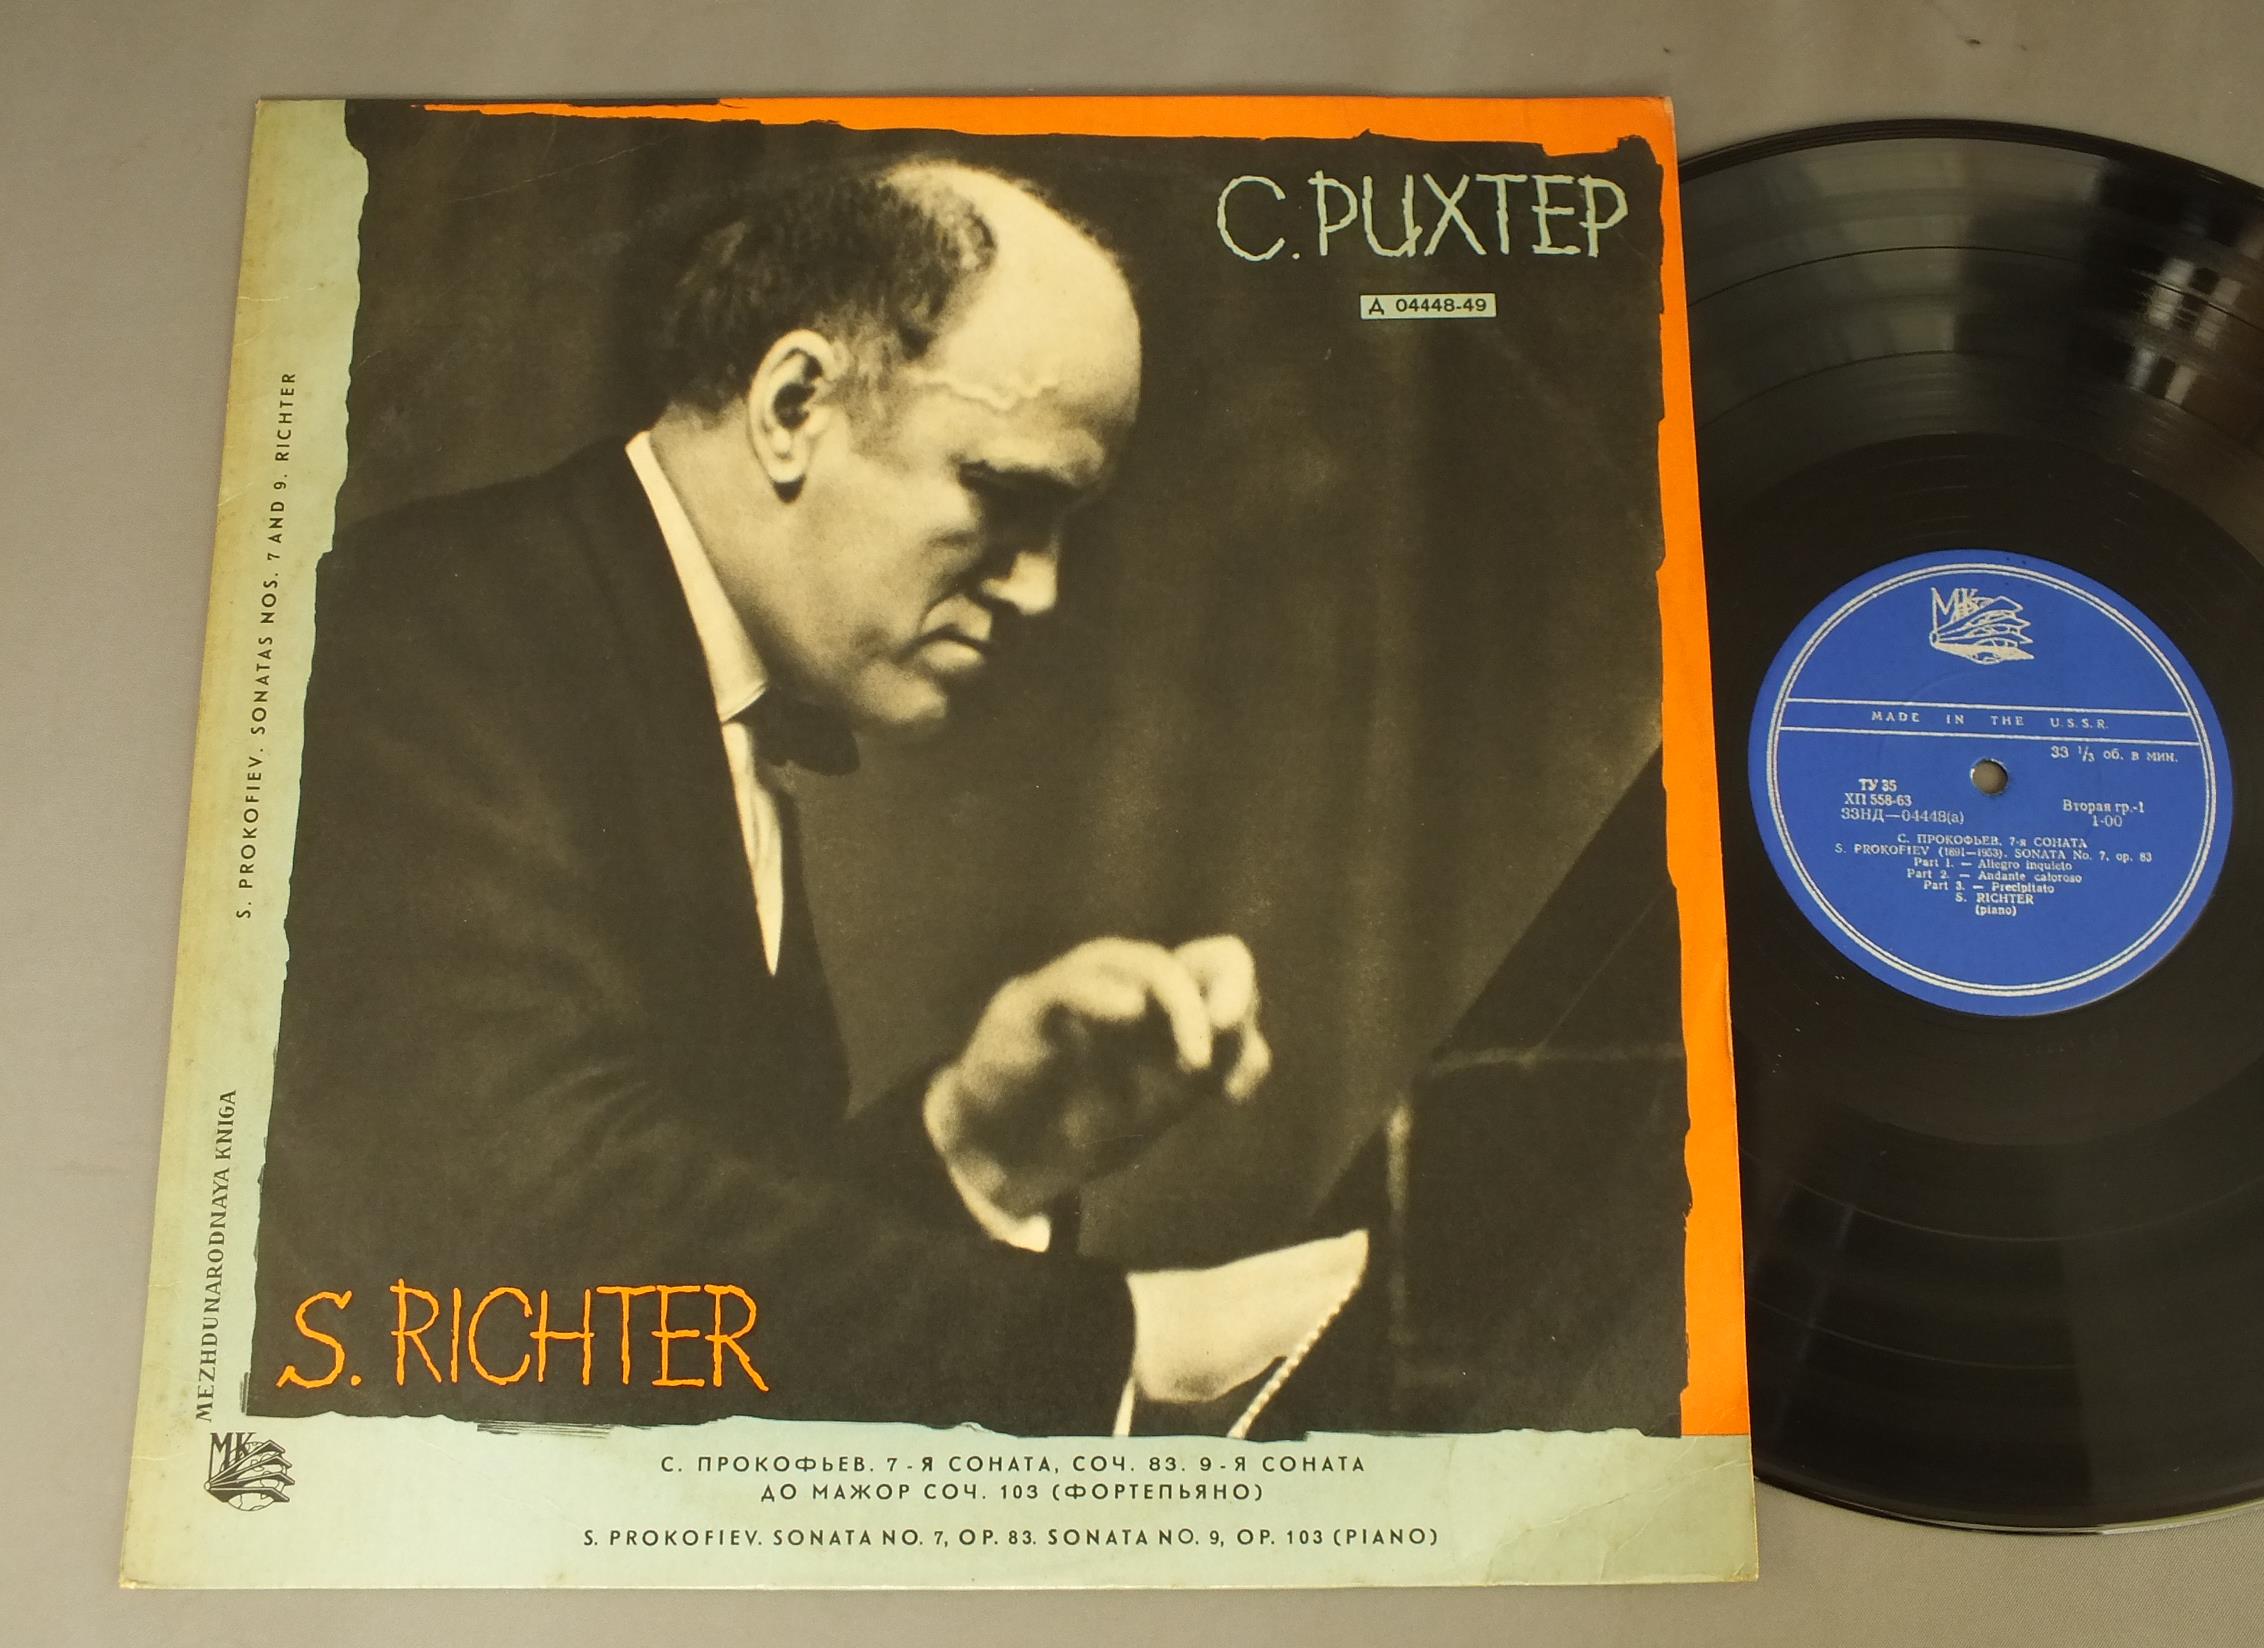 С. РИХТЕР
Д 04448-49
S. PROKOFIEV. SONATAS NOS. 7 AND 9. RICHTER
MEZHDUNARODNAYA KNIGA
МК
S. RICHTER
С. ПРОКОФЬЕВ. 7-Я СОНАТА, СОЧ. 83. 9-Я СОНАТА
ДО МАЖОР СОЧ. 103 (ФОРТЕПЬЯНО)
S. PROKOFIEV. SONATA NO. 7, OP. 83. SONATA NO. 9, OP. 103 (PIANO)
МК
MADE IN THE U.S.S.R.
33 1/3 об. в мин.
ТУ 35
ХП 558-63
33НД—04448(а)
Вторая гр.-1
1-00
С. ПРОКОФЬЕВ. 7-я СОНАТА
S. PROKOFIEV (1891—1953). SONATA No. 7, op. 83
Part 1. — Allegro inquieto
Part 2. — Andante caloroso
Part 3. — Precipitato
S. RICHTER
(piano)